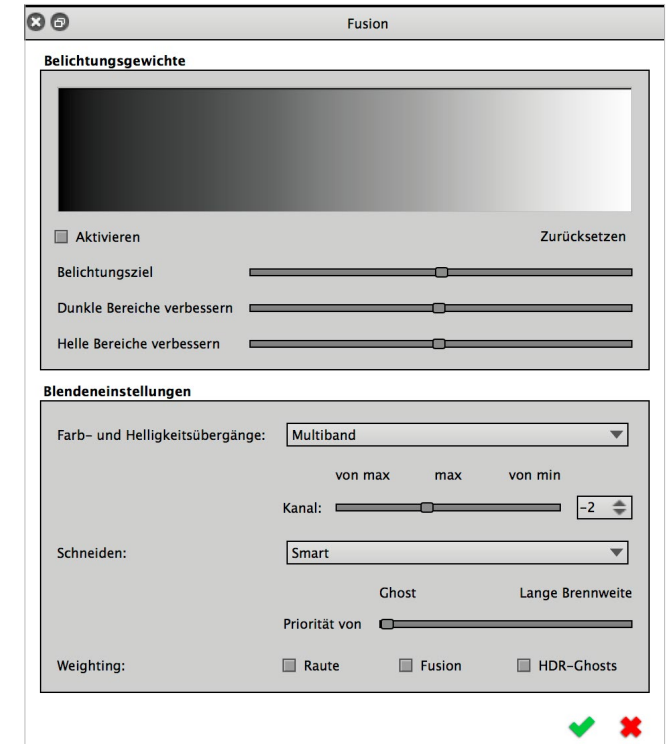 Fusion
Belichtungsgewichte
Aktivieren Zurücksetzen
Belichtungsziel
Dunkle Bereiche verbessern
Helle Bereiche verbessern
Blendeneinstellungen
Farb- und Helligkeitsübergänge: Multiband
von max max von min
Kanal: -2
Schneiden: Smart
Ghost Lange Brennweite
Priorität von
Weighting: Raute Fusion HDR-Ghosts